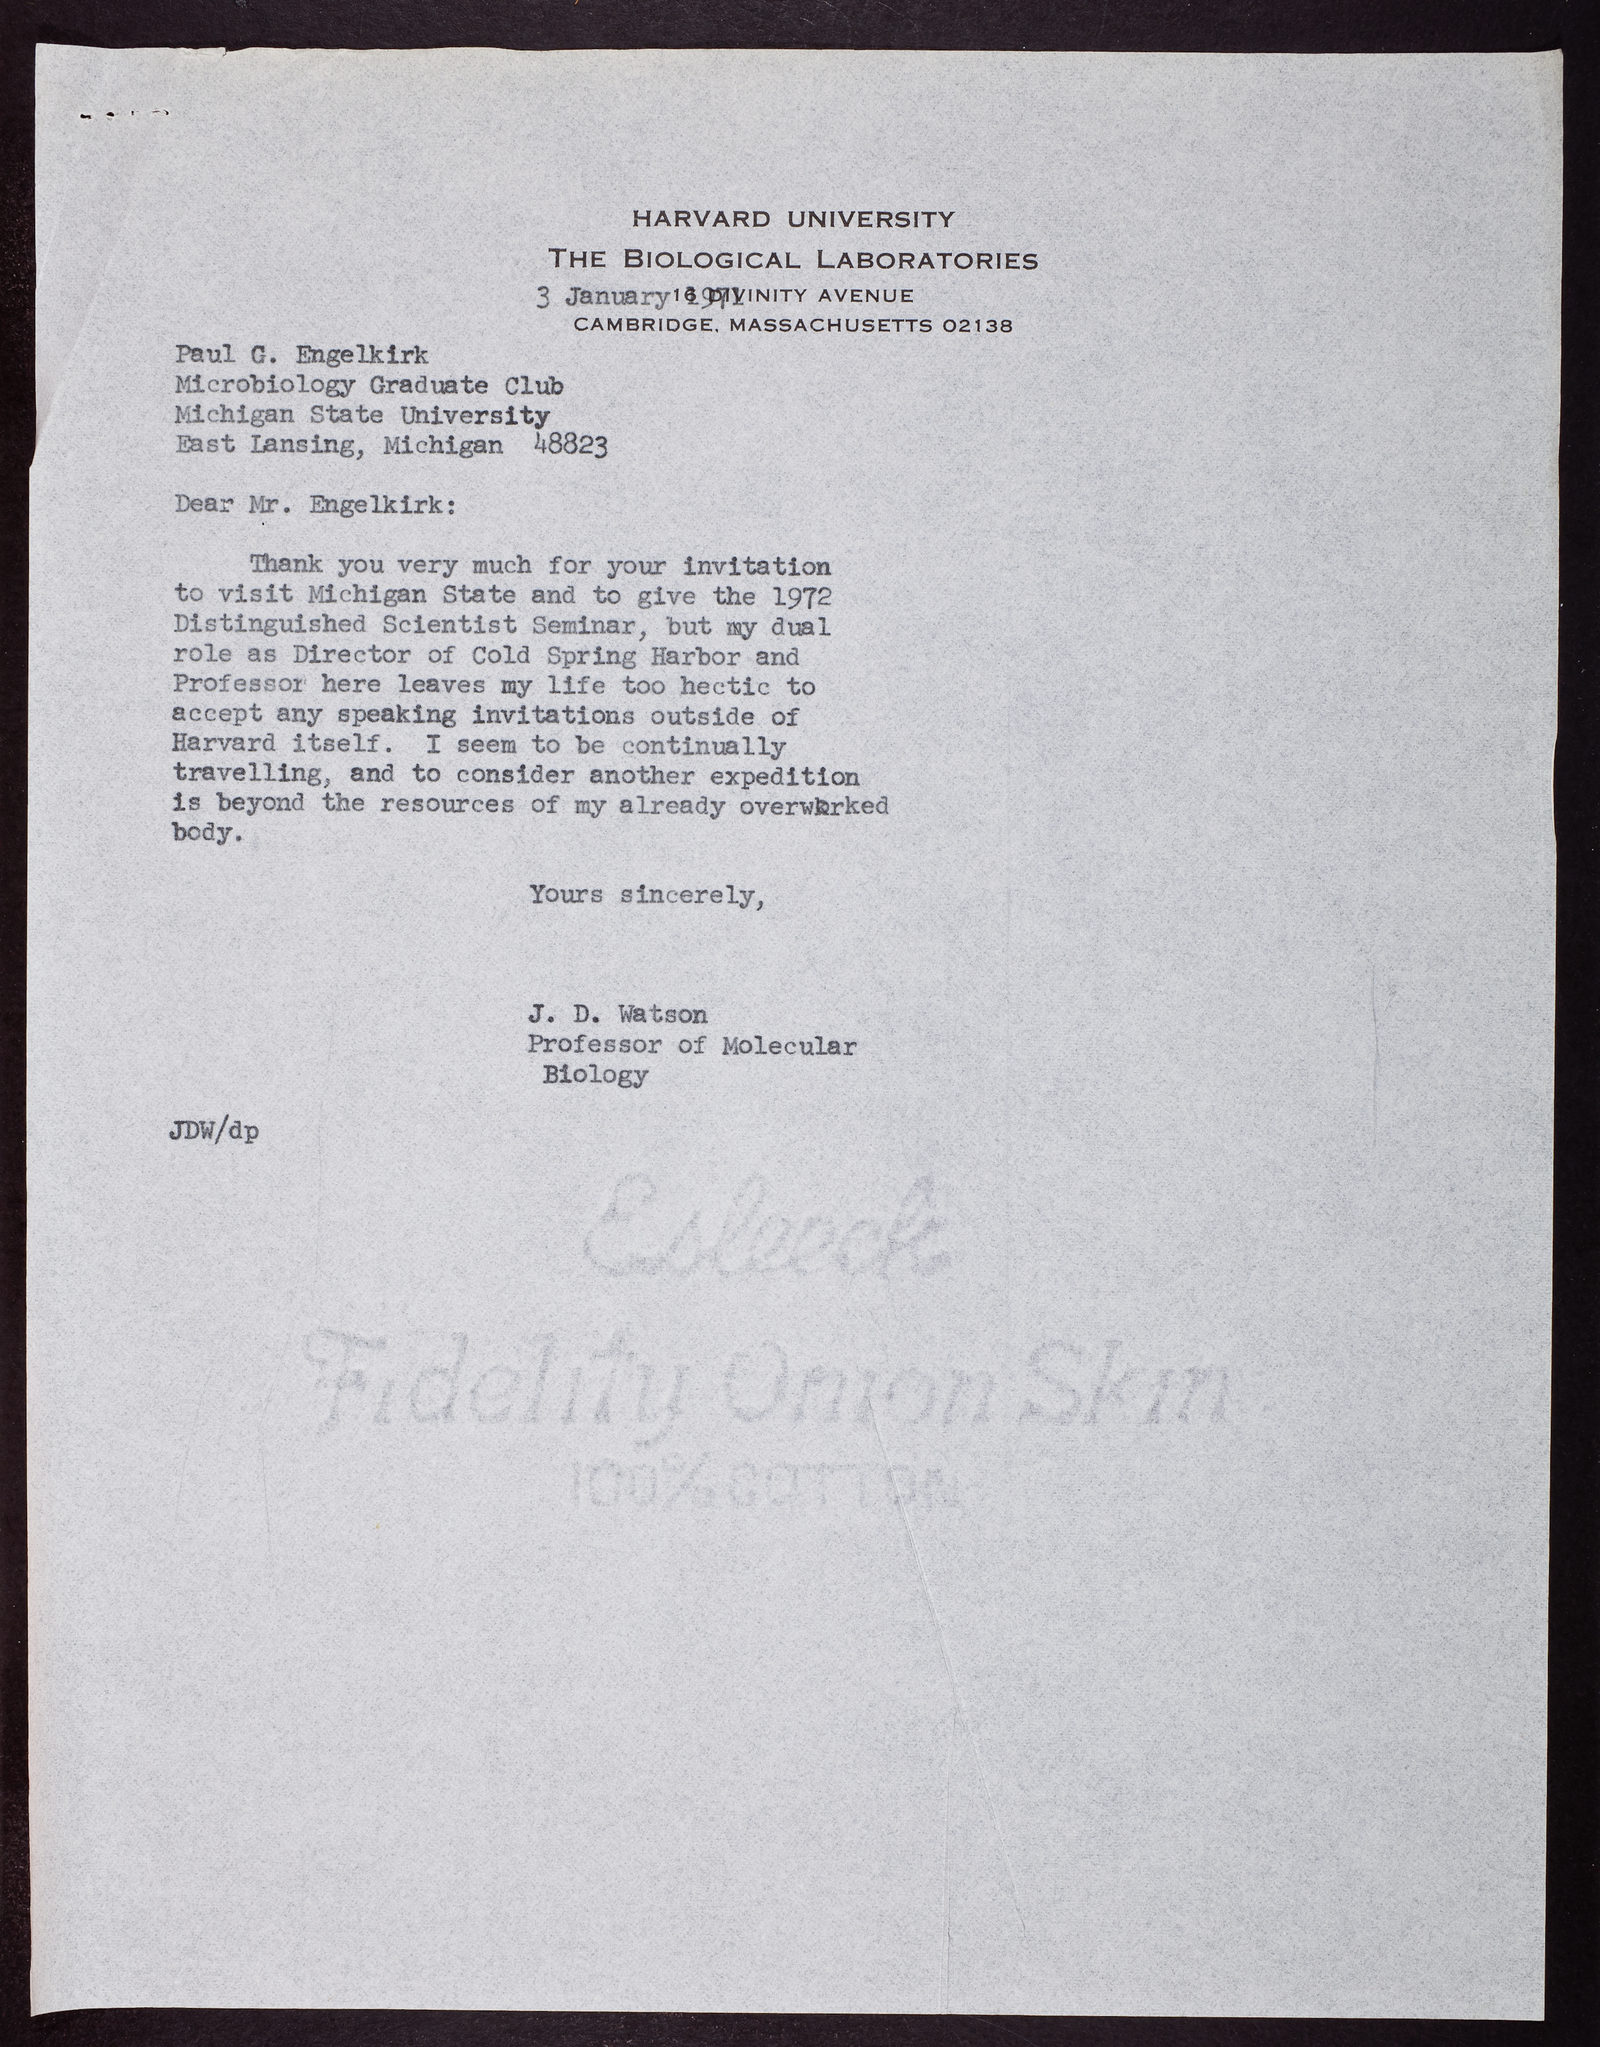 HARVARD UNIVERSITY
THE BIOLOGICAL LABORATORIES
3 January 1971
16 DIVINITY AVENUE
CAMBRIDGE, MASSACHUSETTS 02138
Paul G. Engelkirk
Microbiology Graduate Club
Michigan State University
East Lansing, Michigan 48823
Dear Mr. Engelkirk:
Thank you very much for your invitation
to visit Michigan State and to give the 1972
Distinguished Scientist Seminar, but my dual
role as Director of Cold Spring Harbor and
Professor here leaves my life too hectic to
accept any speaking invitations outside of
Harvard itself. I seem to be continually
travelling, and to consider another expedition
is beyond the resources of my already overworked
body.
Yours sincerely,
J. D. Watson
Professor of Molecular
Biology
JDW/dp
Esleeck
Fidelity Onion Skin
100% COTTON